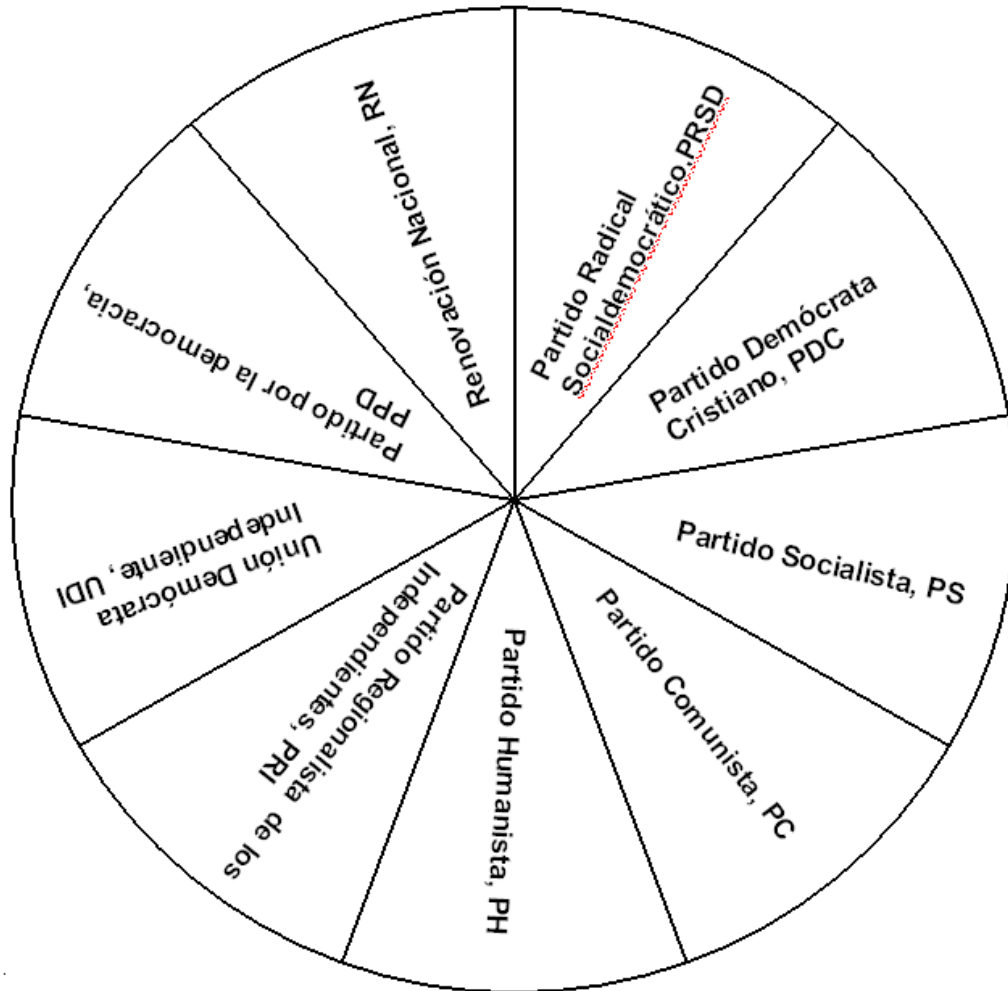 Partido Radical
Socialdemocrático,PRSD
Partido Demócrata
Cristiano, PDC
Partido Socialista, PS
Partido Comunista, PC
Partido Humanista, PH
Partido Regionalista de los
Independientes, PRI
Unión Demócrata
Independiente, UDI
Partido por la democracia,
PPD
Renovación Nacional, RN